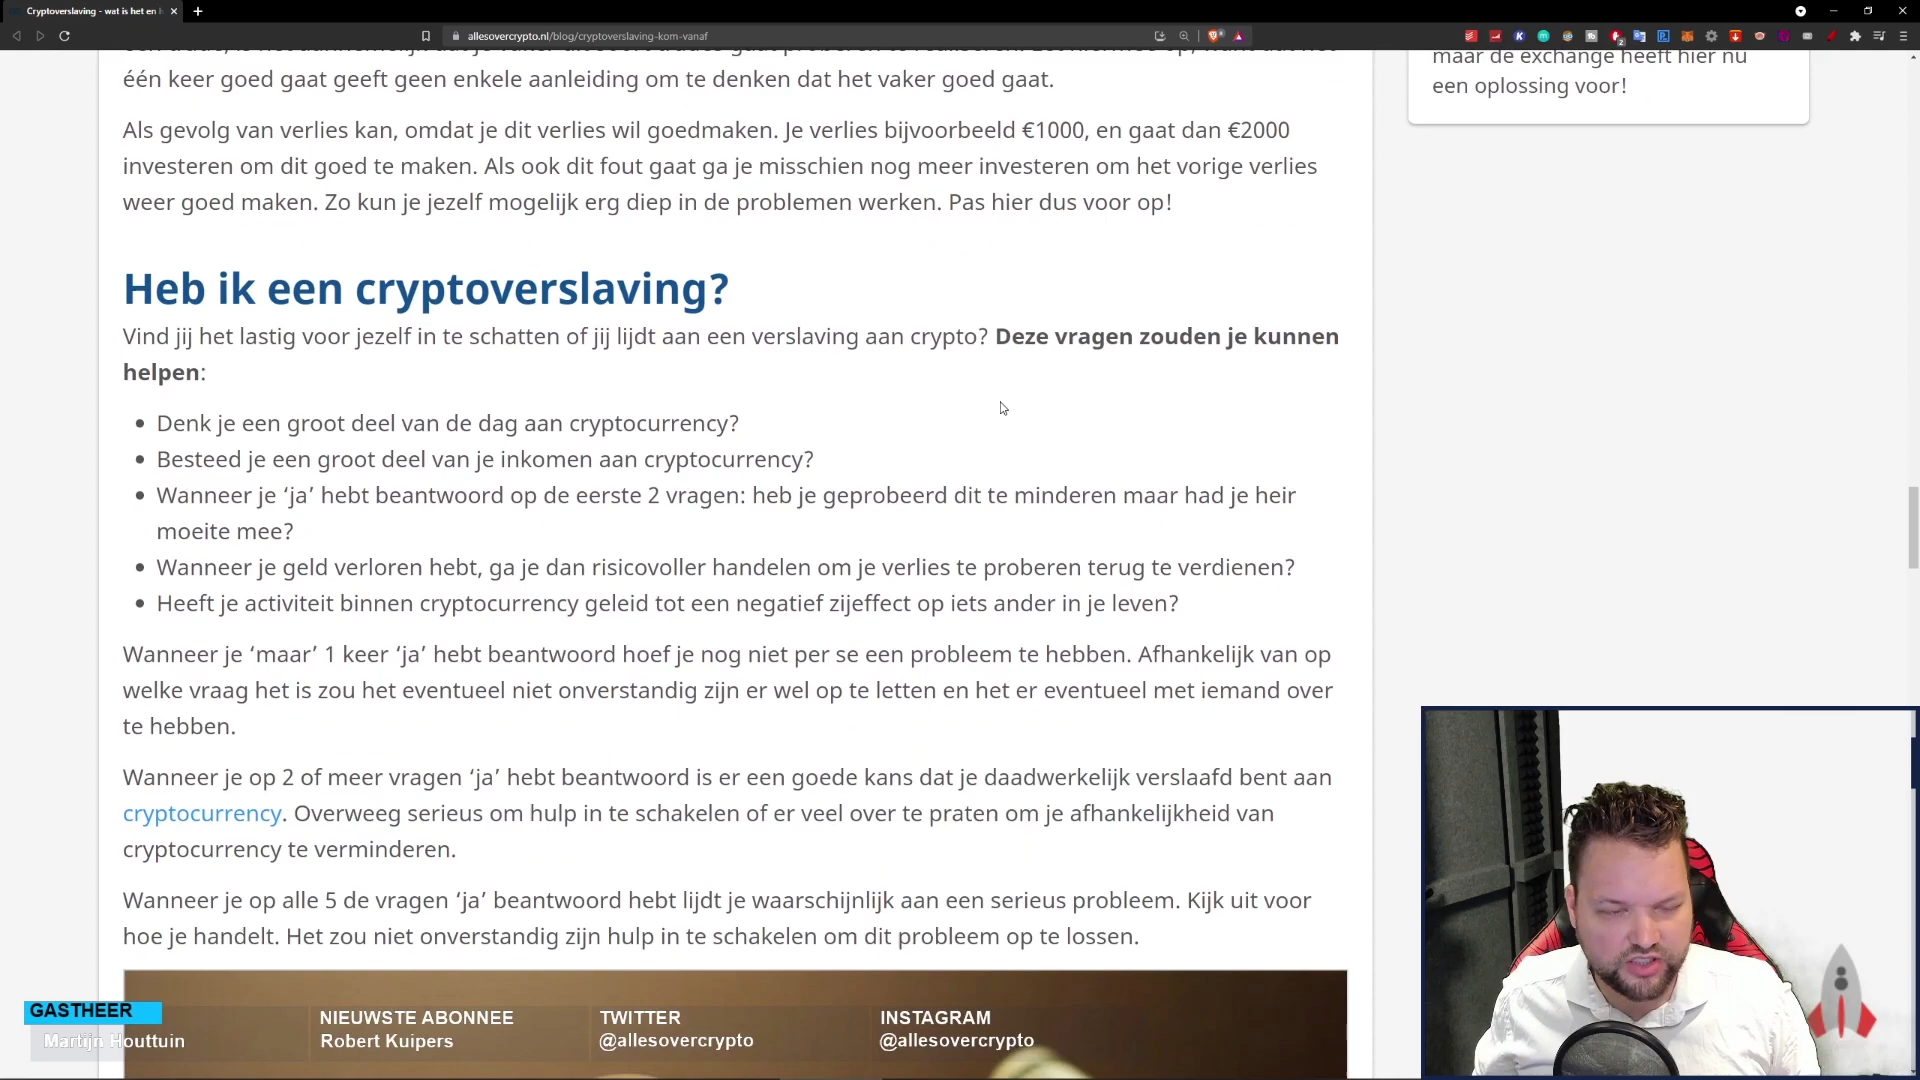 Cryptoverslaving - wat is het en h
allesovercrypto.nl/blog/cryptoverslaving-kom-vanaf
één keer goed gaat geeft geen enkele aanleiding om te denken dat het vaker goed gaat.
Als gevolg van verlies kan, omdat je dit verlies wil goedmaken. Je verlies bijvoorbeeld €1000, en gaat dan €2000
investeren om dit goed te maken. Als ook dit fout gaat ga je misschien nog meer investeren om het vorige verlies
weer goed maken. Zo kun je jezelf mogelijk erg diep in de problemen werken. Pas hier dus voor op!
maar de exchange heeft hier nu
een oplossing voor!
Heb ik een cryptoverslaving?
Vind jij het lastig voor jezelf in te schatten of jij lijdt aan een verslaving aan crypto? Deze vragen zouden je kunnen
helpen:
Denk je een groot deel van de dag aan cryptocurrency?
Besteed je een groot deel van je inkomen aan cryptocurrency?
Wanneer je ‘ja’ hebt beantwoord op de eerste 2 vragen: heb je geprobeerd dit te minderen maar had je heir
moeite mee?
Wanneer je geld verloren hebt, ga je dan risicovoller handelen om je verlies te proberen terug te verdienen?
Heeft je activiteit binnen cryptocurrency geleid tot een negatief zijeffect op iets ander in je leven?
Wanneer je ‘maar’ 1 keer ‘ja’ hebt beantwoord hoef je nog niet per se een probleem te hebben. Afhankelijk van op
welke vraag het is zou het eventueel niet onverstandig zijn er wel op te letten en het er eventueel met iemand over
te hebben.
Wanneer je op 2 of meer vragen ‘ja’ hebt beantwoord is er een goede kans dat je daadwerkelijk verslaafd bent aan
cryptocurrency. Overweeg serieus om hulp in te schakelen of er veel over te praten om je afhankelijkheid van
cryptocurrency te verminderen.
Wanneer je op alle 5 de vragen ‘ja’ beantwoord hebt lijdt je waarschijnlijk aan een serieus probleem. Kijk uit voor
hoe je handelt. Het zou niet onverstandig zijn hulp in te schakelen om dit probleem op te lossen.
GASTHEER
Martijn Houttuin
NIEUWSTE ABONNEE
Robert Kuipers
TWITTER
@allesovercrypto
INSTAGRAM
@allesovercrypto